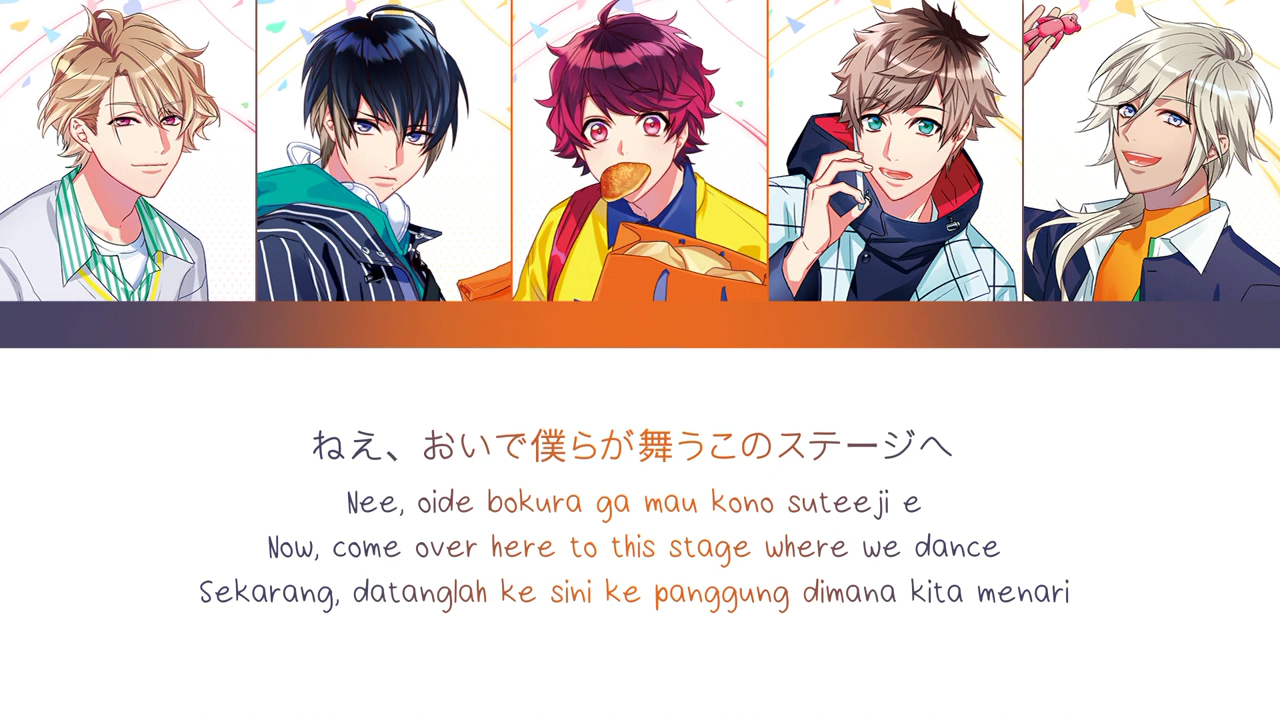 ねえ、おいで僕らが舞うこのステージへ
Nee, oide bokura ga mau kono suteeji e
Now, come over here to this stage where we dance
Sekarang, datanglah ke sini ke panggung dimana kita menari